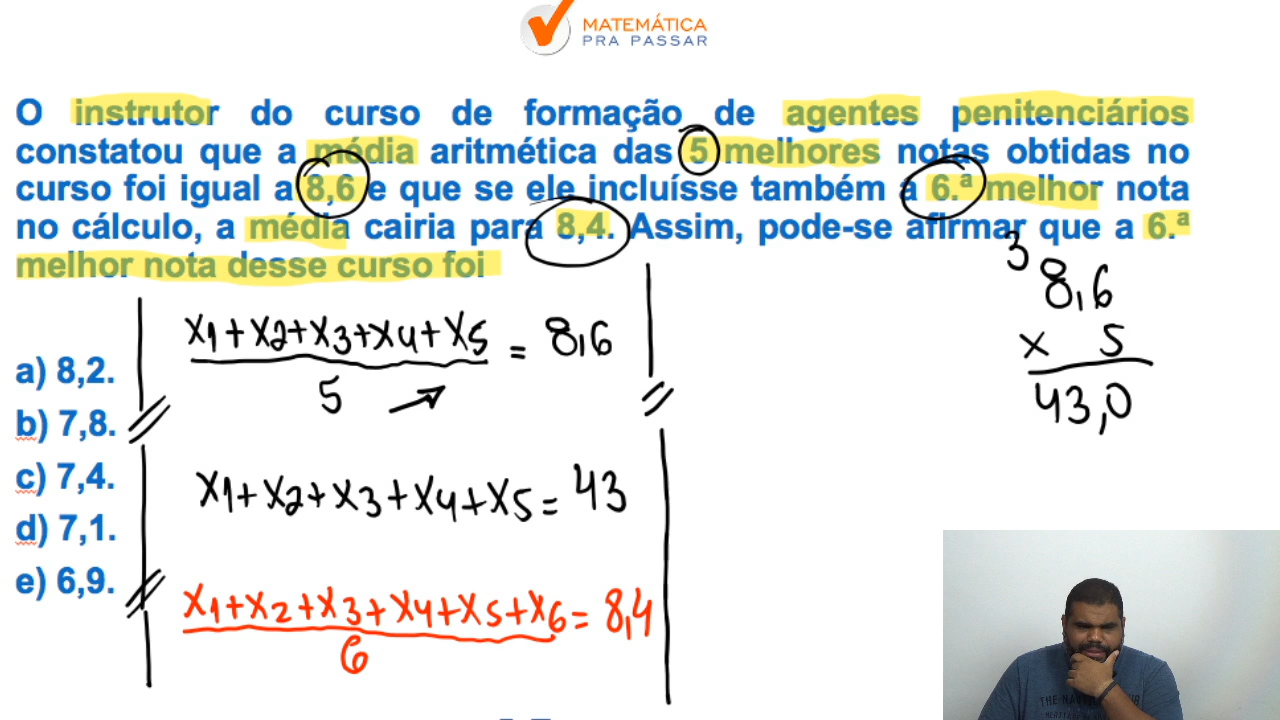 MATEMÁTICA
PRA PASSAR
O instrutor do curso de formação de agentes penitenciários
constatou que a média aritmética das 5 melhores notas obtidas no
curso foi igual a 8,6 e que se ele incluísse também a 6.ª melhor nota
no cálculo, a média cairia para 8,4. Assim, pode-se afirmar que a 6.ª
melhor nota desse curso foi
a) 8,2.
b) 7,8.
c) 7,4.
d) 7,1.
e) 6,9.
x1+x2+x3+x4+x5 = 8,6
5
x1+x2+x3+x4+x5= 43
x1+x2+x3+x4+x5+x6= 8,4
6
3
8,6
x 5
43,0